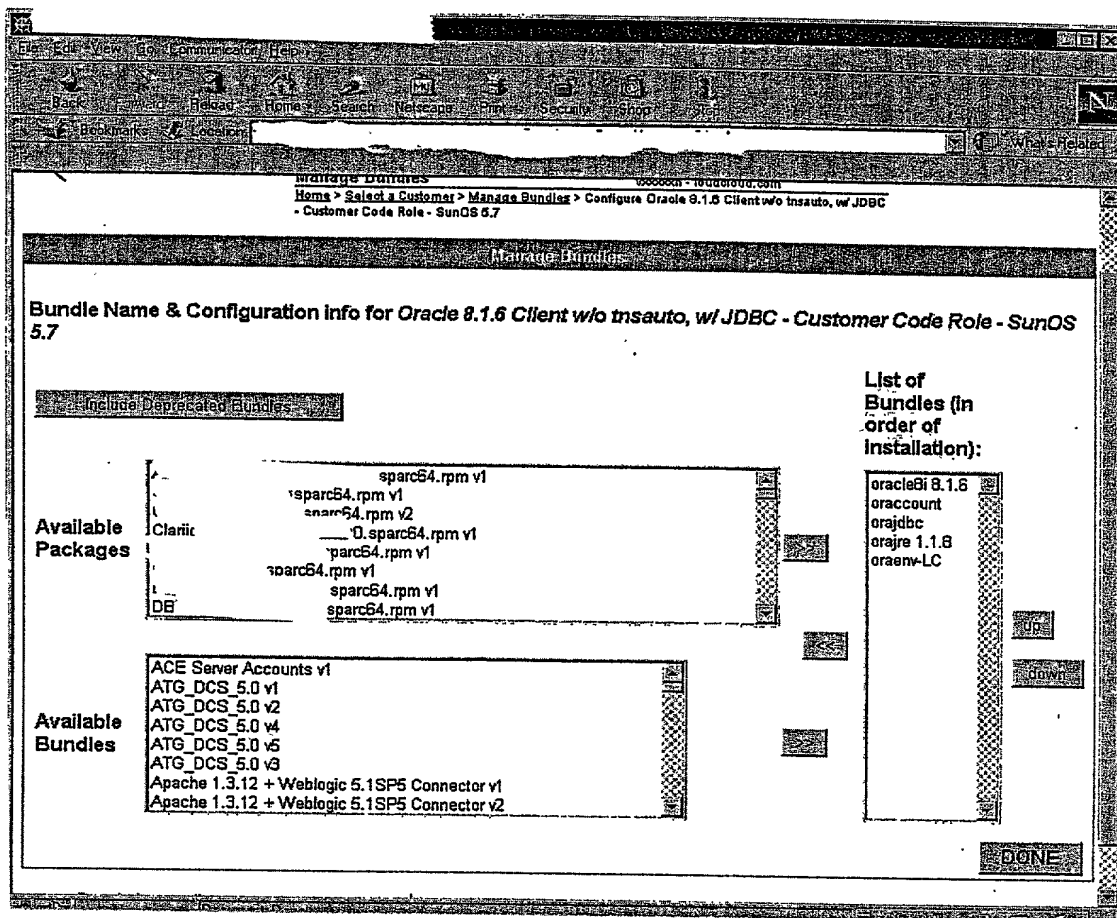 File Edit View Go Communicator Help
Back Forward Reload Home Search Netscape Print Security Shop Stop
Bookmarks Location What's Related
Manage Bundles
loudcloud.com
Home > Select a Customer > Manage Bundles > Configure Oracle 8.1.6 Client w/o tnsauto, w/ JDBC
- Customer Code Role - SunOS 5.7
Manage Bundles
Bundle Name & Configuration info for Oracle 8.1.6 Client w/o tnsauto, w/ JDBC - Customer Code Role - SunOS
5.7
Include Deprecated Bundles
List of
Bundles (in
order of
installation):
Available
Packages
sparc64.rpm v1
sparc64.rpm v1
sparc64.rpm v2
Clariic 0.sparc64.rpm v1
sparc64.rpm v1
sparc64.rpm v1
sparc64.rpm v1
DB sparc64.rpm v1
>>
<<
oracle8i 8.1.6
oraccount
orajdbc
orajre 1.1.8
oraenv-LC
up
down
Available
Bundles
ACE Server Accounts v1
ATG_DCS_5.0 v1
ATG_DCS_5.0 v2
ATG_DCS_5.0 v4
ATG_DCS_5.0 v5
ATG_DCS_5.0 v3
Apache 1.3.12 + Weblogic 5.1SP5 Connector v1
Apache 1.3.12 + Weblogic 5.1SP5 Connector v2
>>
DONE